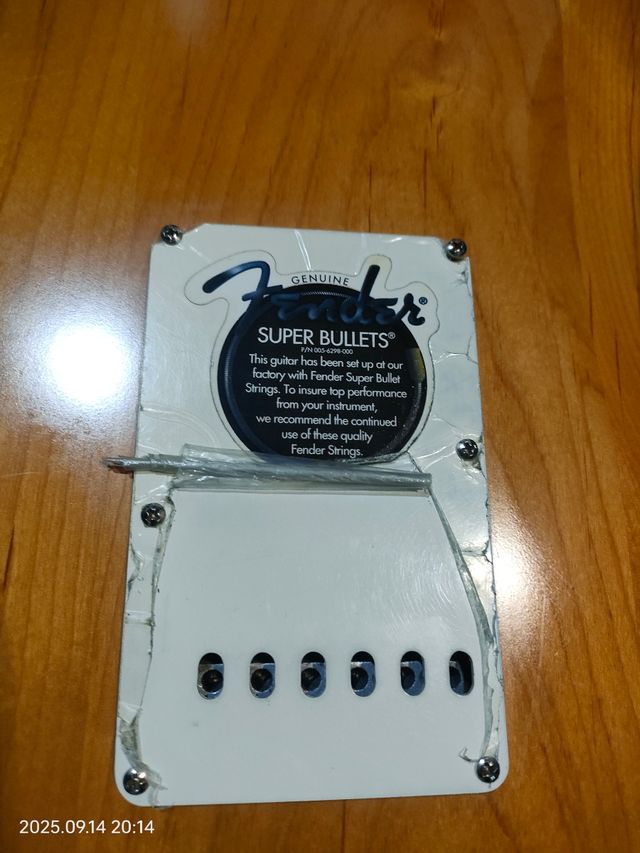 GENUINE
Fender®
SUPER BULLETS®
P/N 005-6298-000
This guitar has been set up at our
factory with Fender Super Bullet
Strings. To insure top performance
from your instrument,
we recommend the continued
use of these quality
Fender Strings.
2025.09.14 20:14